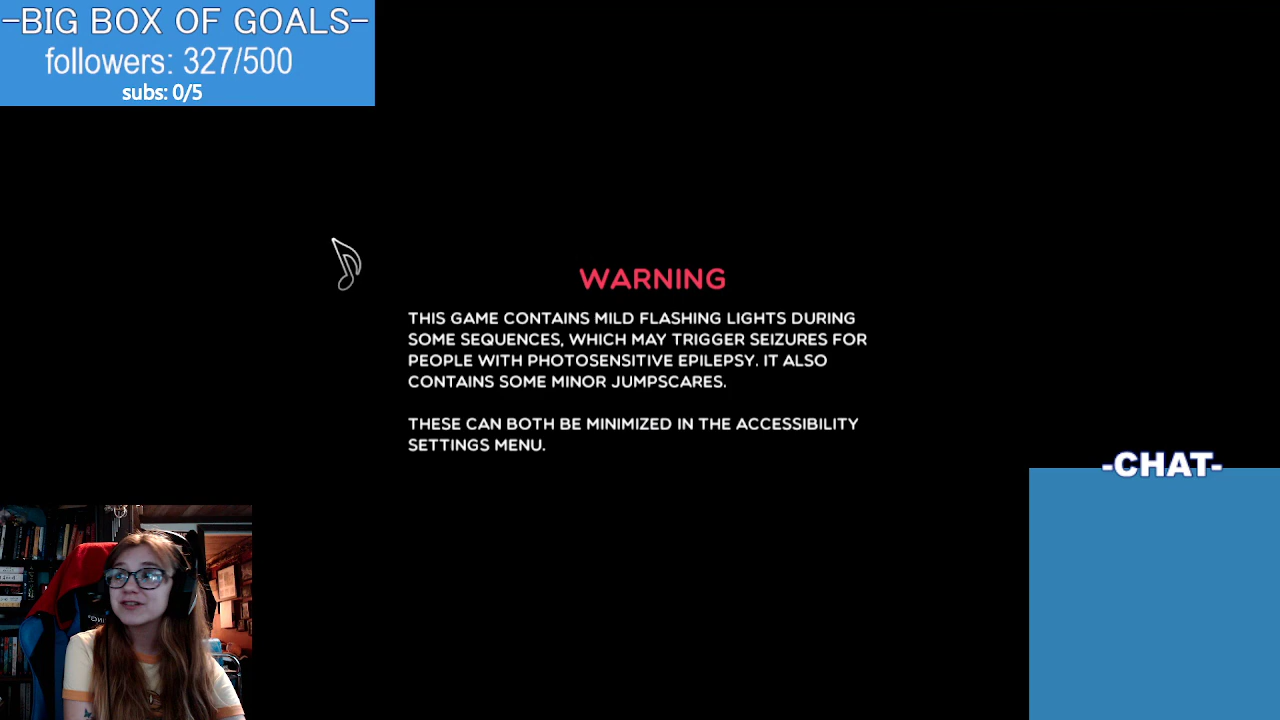 -BIG BOX OF GOALS-
followers: 327/500
subs: 0/5
WARNING
THIS GAME CONTAINS MILD FLASHING LIGHTS DURING
SOME SEQUENCES, WHICH MAY TRIGGER SEIZURES FOR
PEOPLE WITH PHOTOSENSITIVE EPILEPSY. IT ALSO
CONTAINS SOME MINOR JUMPSCARES.
THESE CAN BOTH BE MINIMIZED IN THE ACCESSIBILITY
SETTINGS MENU.
-CHAT-